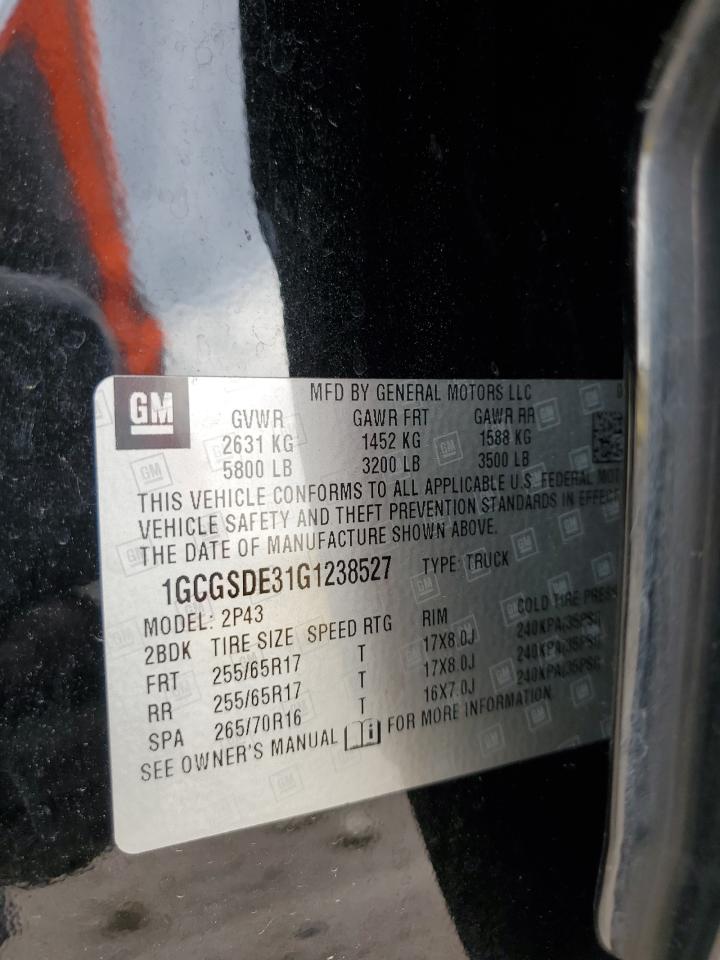 GM
MFD BY GENERAL MOTORS LLC
GVWR GAWR FRT GAWR RR
2631 KG 1452 KG 1588 KG
5800 LB 3200 LB 3500 LB
THIS VEHICLE CONFORMS TO ALL APPLICABLE U.S. FEDERAL MOT
VEHICLE SAFETY AND THEFT PREVENTION STANDARDS IN EFFECT
THE DATE OF MANUFACTURE SHOWN ABOVE.
1GCGSDE31G1238527 TYPE: TRUCK
MODEL: 2P43
2BDK TIRE SIZE SPEED RTG RIM COLD TIRE PRESS
FRT 255/65R17 T 17X8.0J 240KPA(35PSI)
RR 255/65R17 T 17X8.0J 240KPA(35PSI)
SPA 265/70R16 T 16X7.0J 240KPA(35PSI)
SEE OWNER'S MANUAL i FOR MORE INFORMATION